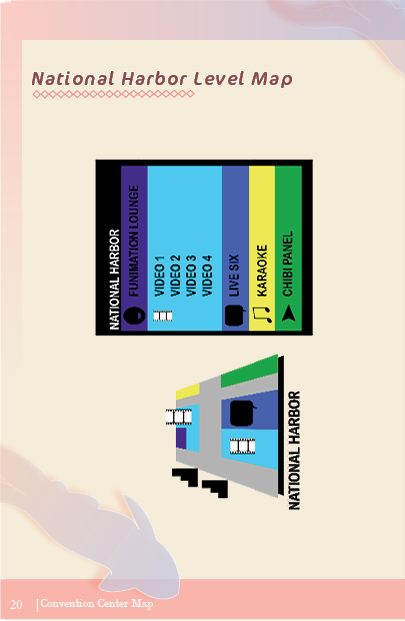 National Harbor Level Map
NATIONAL HARBOR
FUNIMATION LOUNGE
VIDEO 1
VIDEO 2
VIDEO 3
VIDEO 4
LIVE SIX
KARAOKE
CHIBI PANEL
NATIONAL HARBOR
20 | Convention Center Map